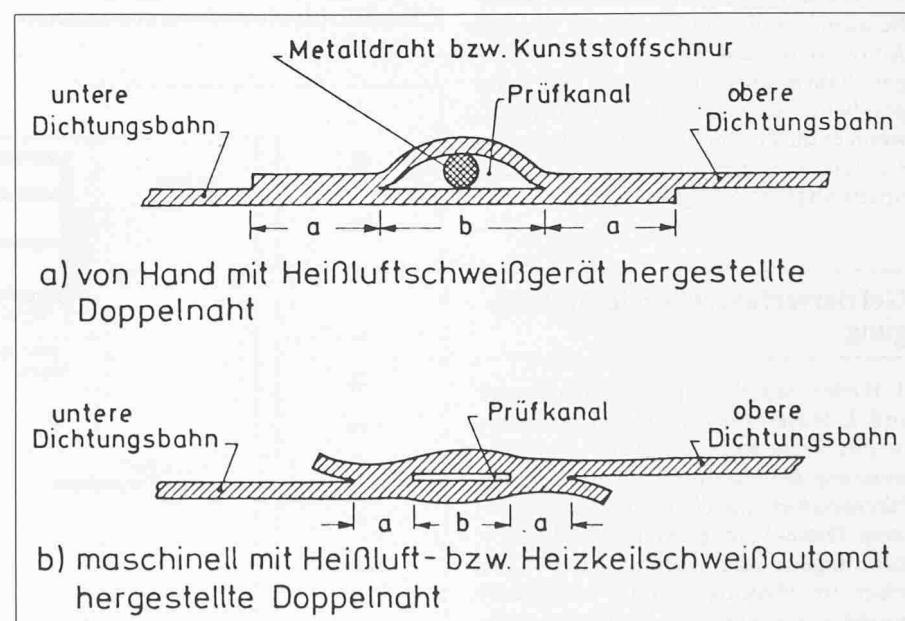 Metalldraht bzw. Kunststoffschnur
untere
Dichtungsbahn
Prüfkanal
obere
Dichtungsbahn
a
b
a
a) von Hand mit Heißluftschweißgerät hergestellte
Doppelnaht
untere
Dichtungsbahn
Prüfkanal
obere
Dichtungsbahn
a
b
a
b) maschinell mit Heißluft- bzw. Heizkeilschweißautomat
hergestellte Doppelnaht